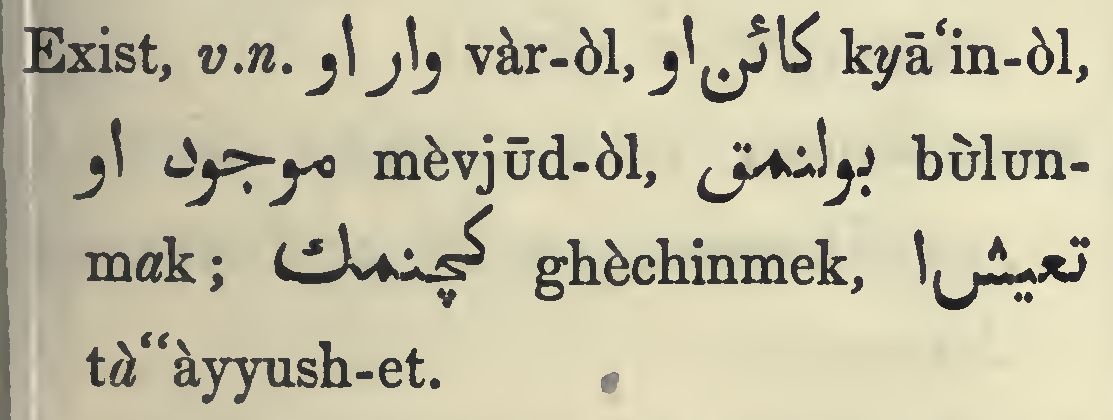 Exist, v.n. وار او vàr-òl, كائن او kyā‘in-òl,
موجود او mèvjūd-òl, بولنمق bùlun-
mak; كچنمك ghèchinmek, تعيش ا
tà“àyyush-et.